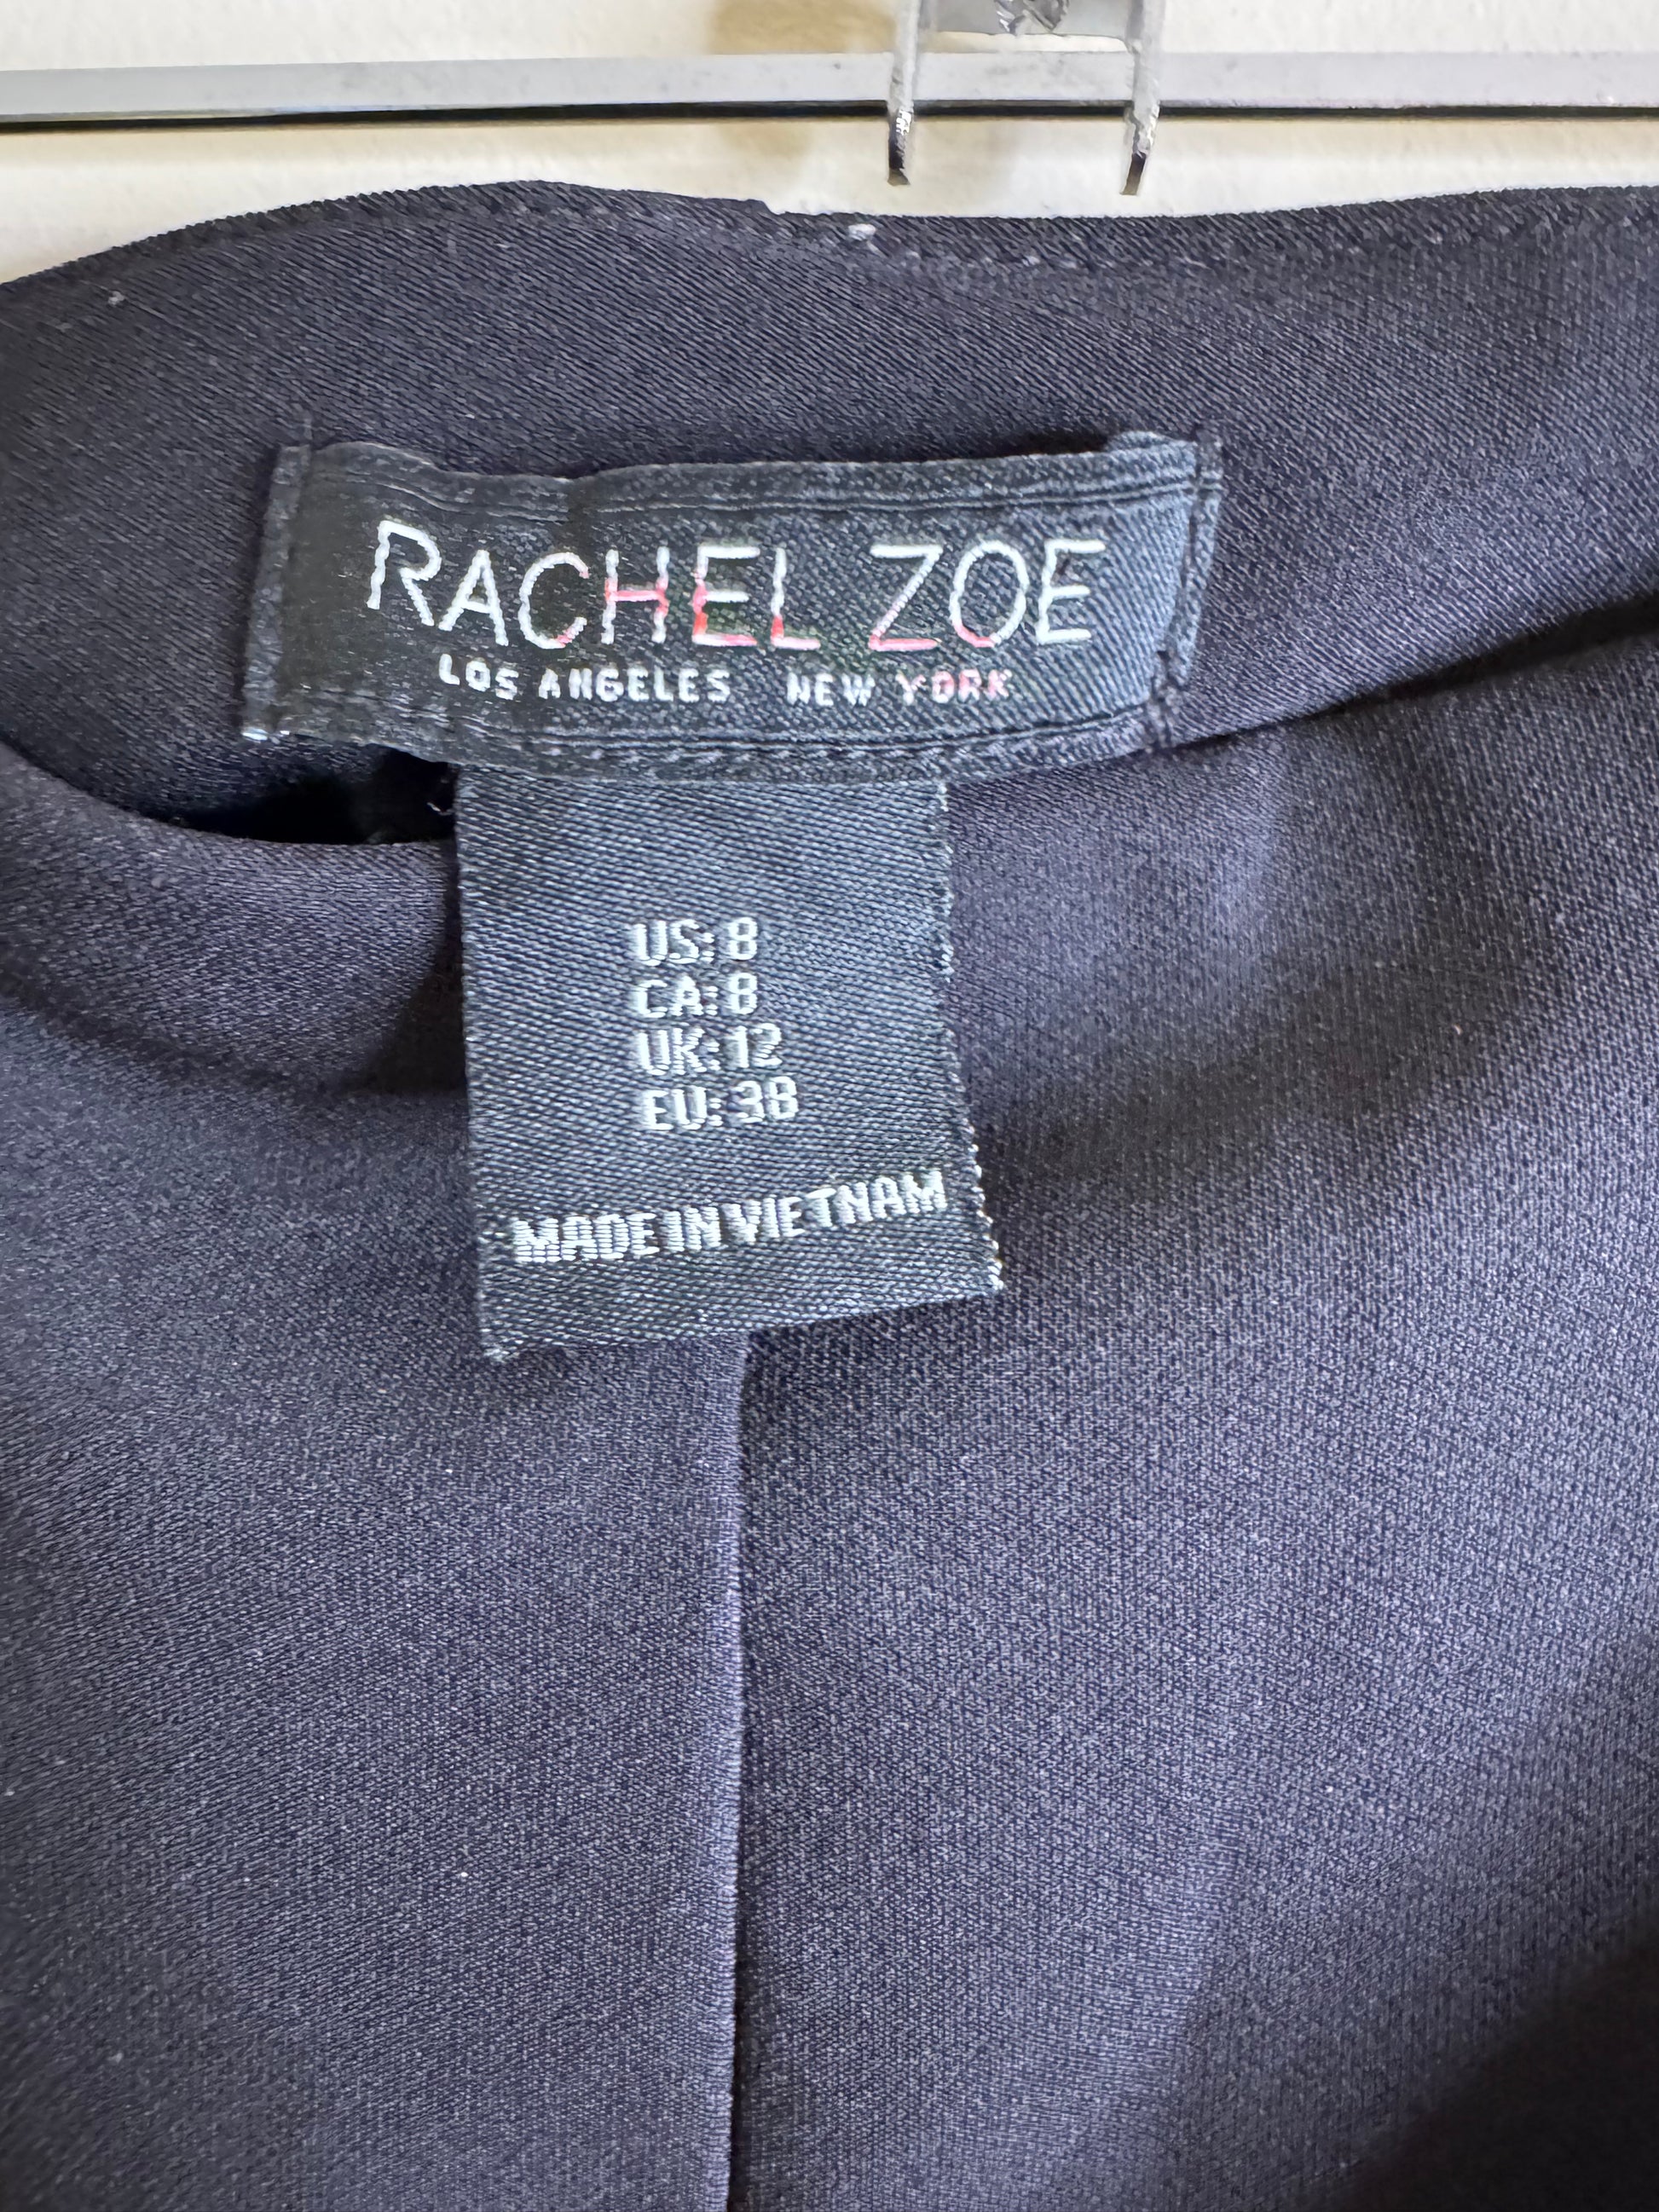 RACHEL ZOE
LOS ANGELES NEW YORK
US: 8
CA: 8
UK: 12
EU: 38
MADE IN VIETNAM